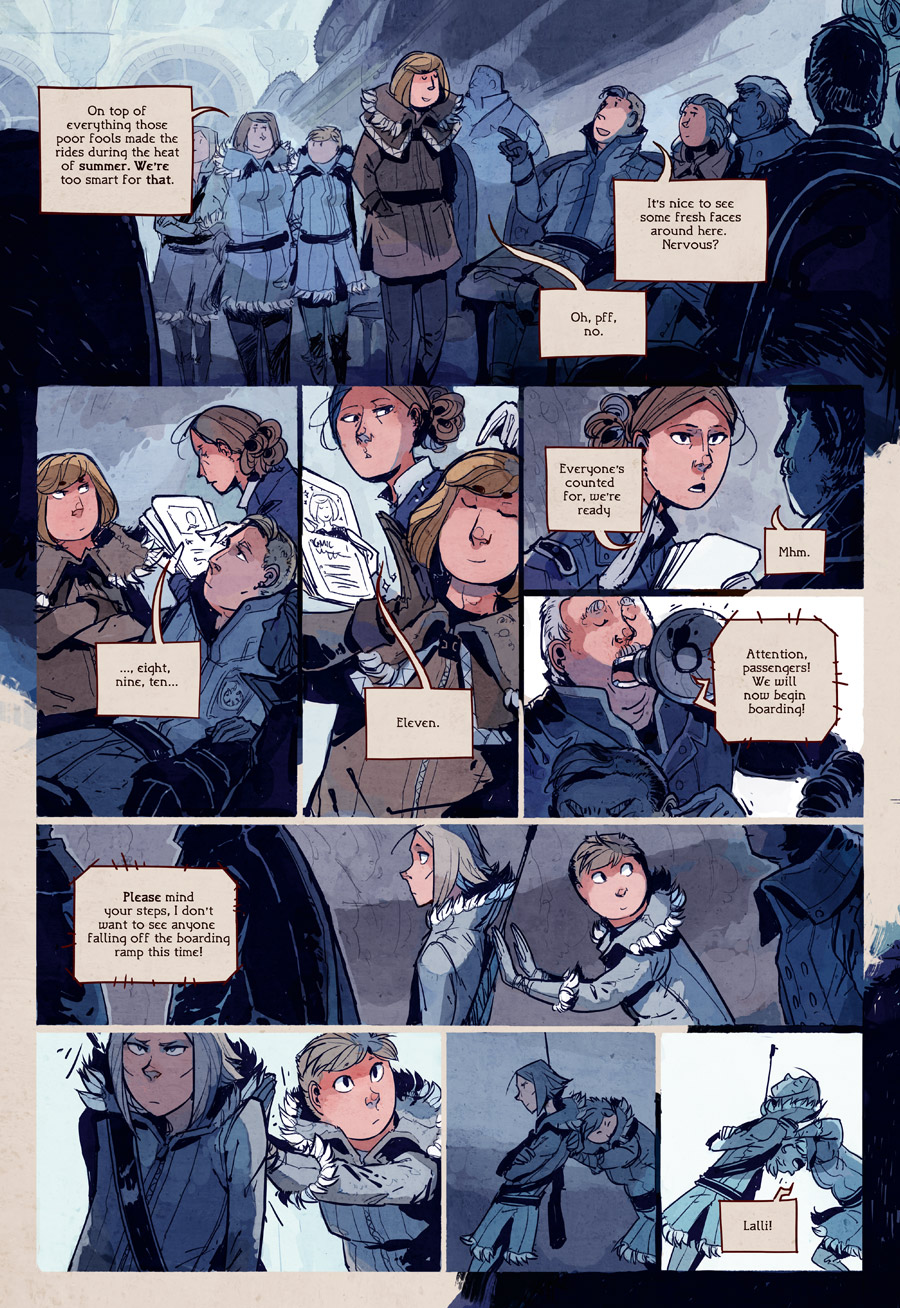 On top of
everything those
poor fools made the
rides during the heat
of summer. We're
too smart for that.
It's nice to see
some fresh faces
around here.
Nervous?
Oh, pff,
no.
..., eight,
nine, ten...
Eleven.
Everyone's
counted
for, we're
ready
Mhm.
Attention,
passengers!
We will
now begin
boarding!
Please mind
your steps, I don't
want to see anyone
falling off the boarding
ramp this time!
Lalli!